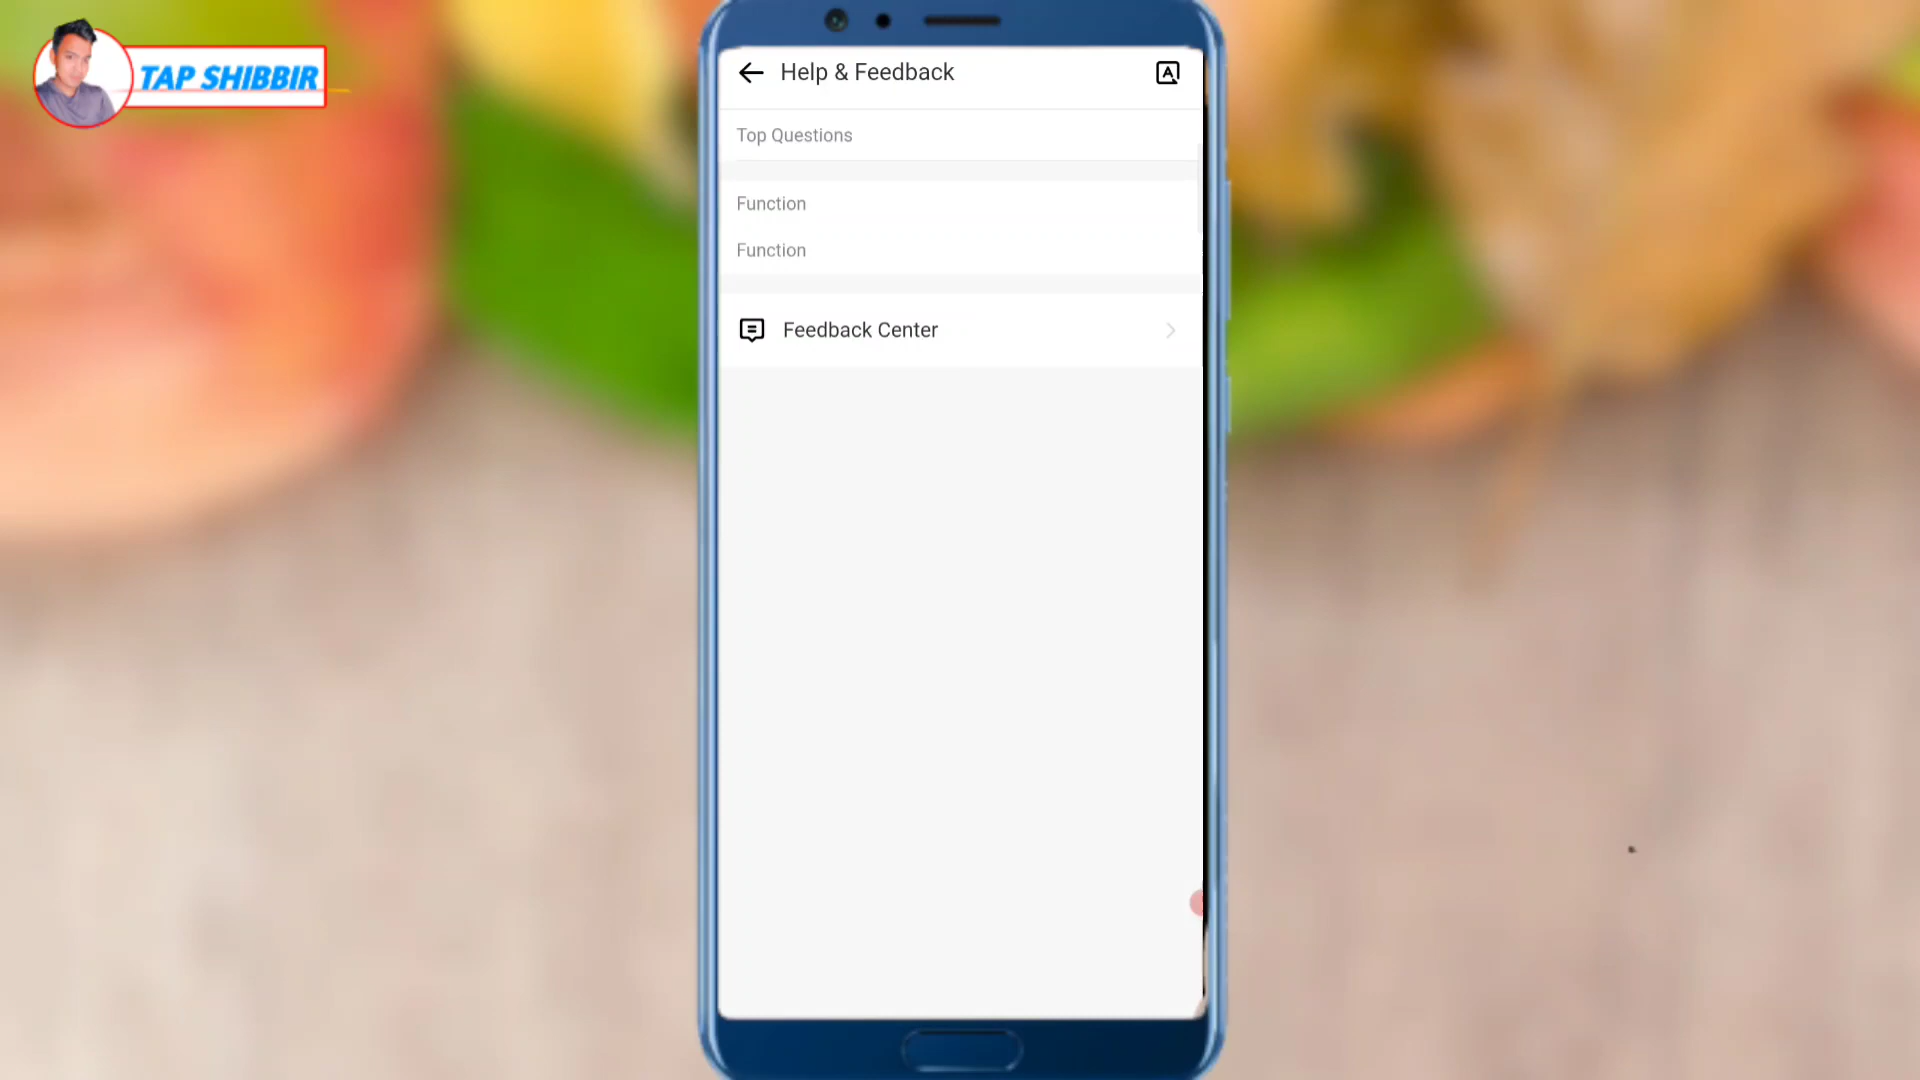 TAP SHIBBIR
Help & Feedback
A
Top Questions
Function
Function
Feedback Center